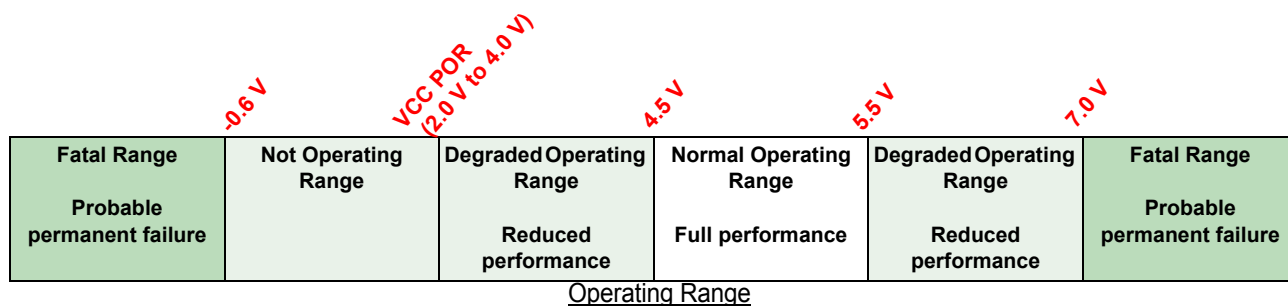 -0.6 V
VCC POR
(2.0 V to 4.0 V)
4.5 V
5.5 V
7.0 V
Fatal Range
Probable
permanent failure
Not Operating
Range
Degraded Operating
Range
Reduced
performance
Normal Operating
Range
Full performance
Degraded Operating
Range
Reduced
performance
Fatal Range
Probable
permanent failure
Operating Range